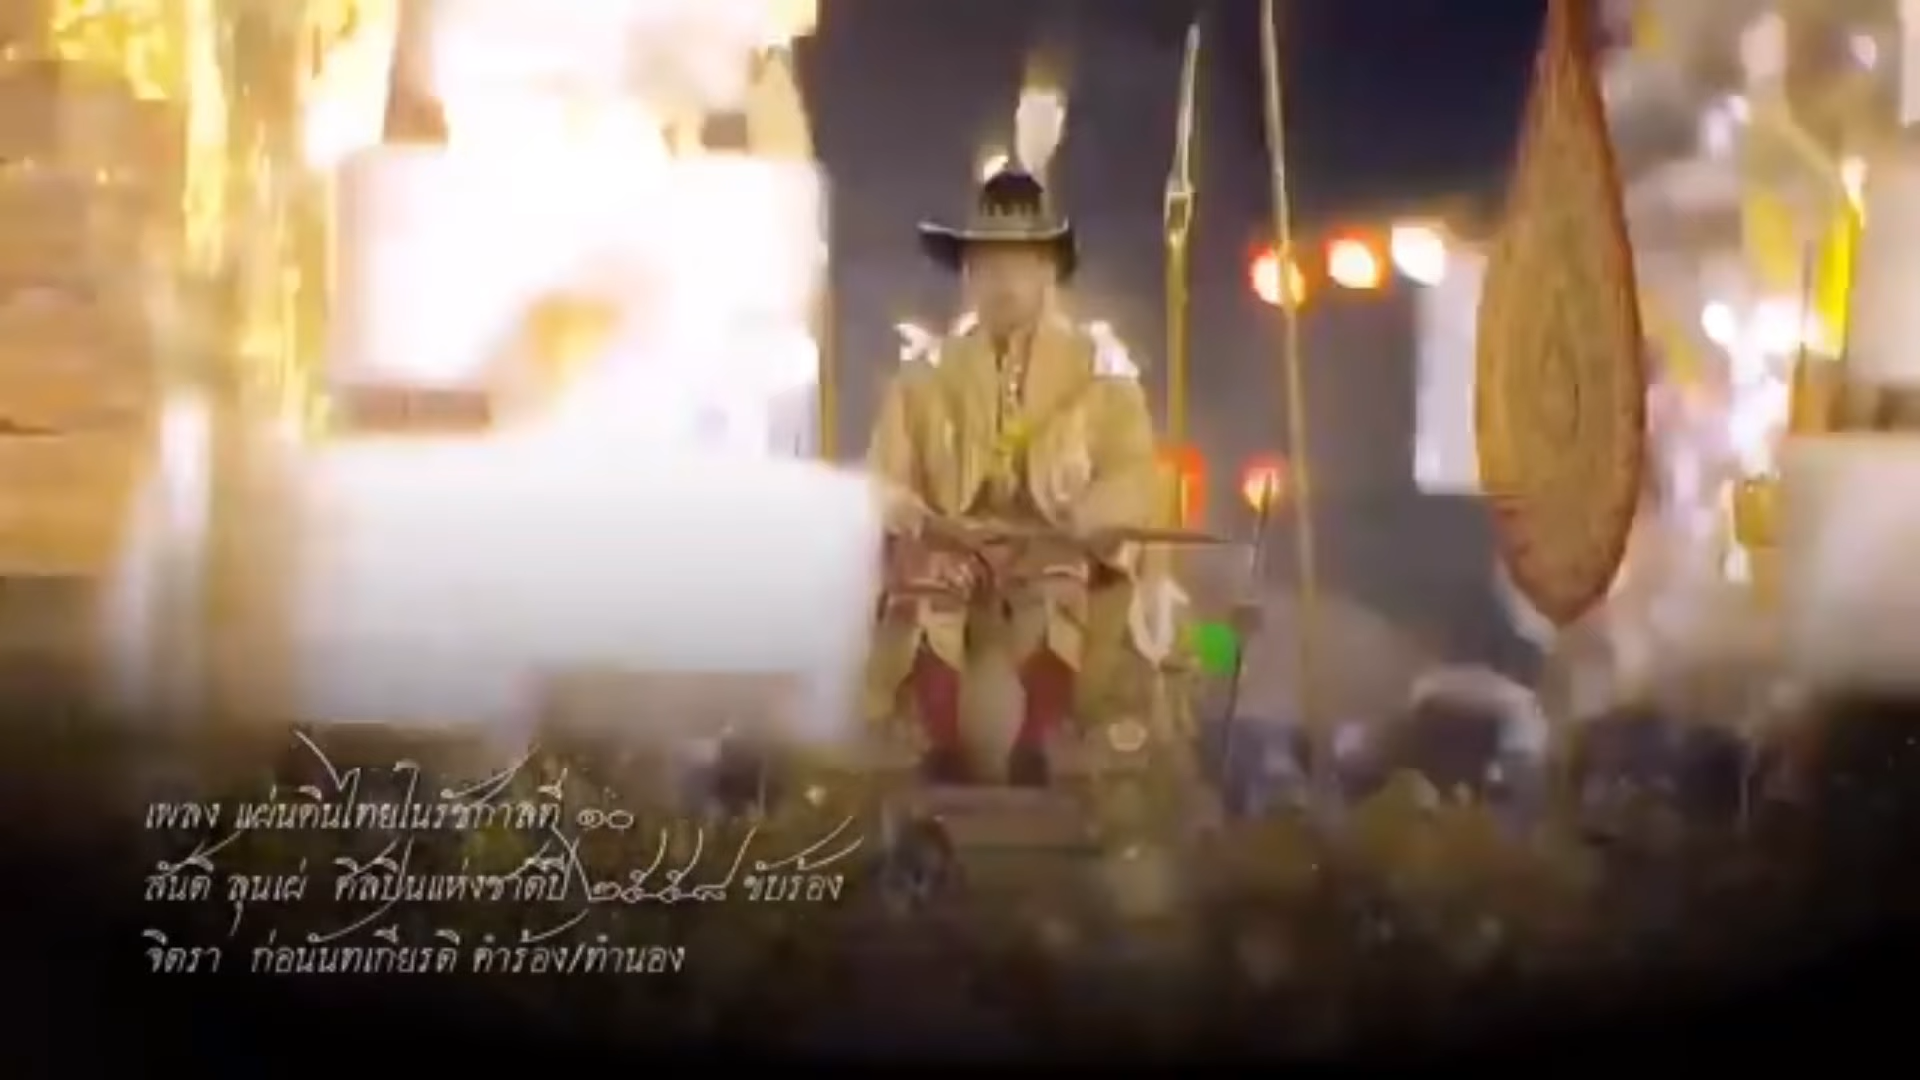 เพลง แผ่นดินไทยในรัชกาลที่ ๑๐
สันติ ลุนเผ่ ศิลปินแห่งชาติปี ๒๕๕๘ ขับร้อง
จิตรา ก่อนันทเกียรติ คำร้อง/ทำนอง